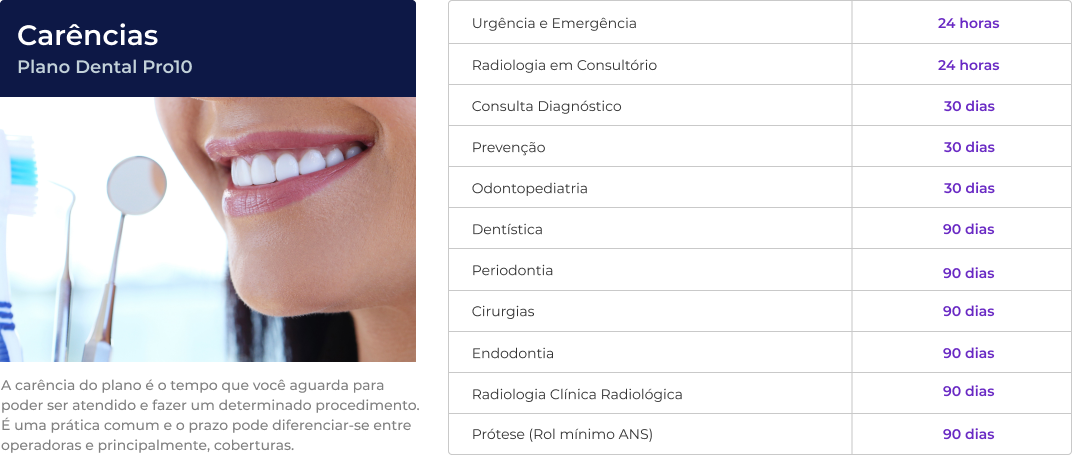 Carências
Plano Dental Pro10
A carência do plano é o tempo que você aguarda para
poder ser atendido e fazer um determinado procedimento.
É uma prática comum e o prazo pode diferenciar-se entre
operadoras e principalmente, coberturas.
Urgência e Emergência 24 horas
Radiologia em Consultório 24 horas
Consulta Diagnóstico 30 dias
Prevenção 30 dias
Odontopediatria 30 dias
Dentística 90 dias
Periodontia 90 dias
Cirurgias 90 dias
Endodontia 90 dias
Radiologia Clínica Radiológica 90 dias
Prótese (Rol mínimo ANS) 90 dias